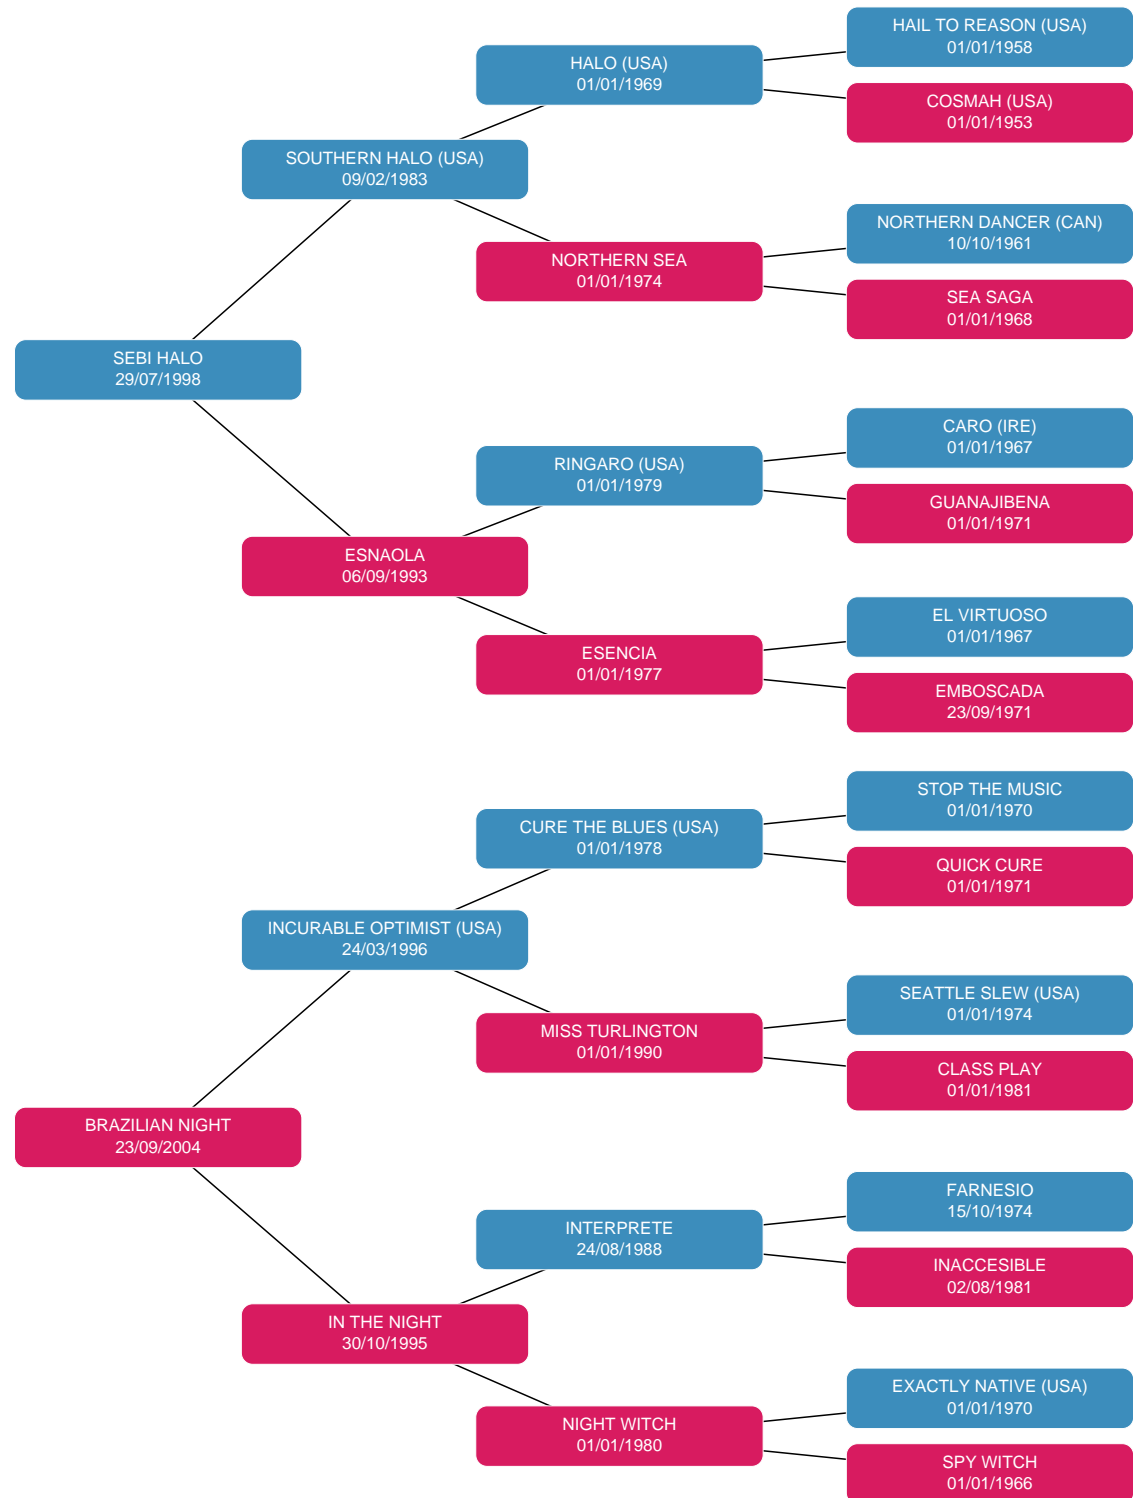 HAIL TO REASON (USA)
01/01/1958
HALO (USA)
01/01/1969
COSMAH (USA)
01/01/1953
SOUTHERN HALO (USA)
09/02/1983
NORTHERN DANCER (CAN)
10/10/1961
NORTHERN SEA
01/01/1974
SEA SAGA
01/01/1968
SEBI HALO
29/07/1998
CARO (IRE)
01/01/1967
RINGARO (USA)
01/01/1979
GUANAJIBENA
01/01/1971
ESNAOLA
06/09/1993
EL VIRTUOSO
01/01/1967
ESENCIA
01/01/1977
EMBOSCADA
23/09/1971
STOP THE MUSIC
01/01/1970
CURE THE BLUES (USA)
01/01/1978
QUICK CURE
01/01/1971
INCURABLE OPTIMIST (USA)
24/03/1996
SEATTLE SLEW (USA)
01/01/1974
MISS TURLINGTON
01/01/1990
CLASS PLAY
01/01/1981
BRAZILIAN NIGHT
23/09/2004
FARNESIO
15/10/1974
INTERPRETE
24/08/1988
INACCESIBLE
02/08/1981
IN THE NIGHT
30/10/1995
EXACTLY NATIVE (USA)
01/01/1970
NIGHT WITCH
01/01/1980
SPY WITCH
01/01/1966